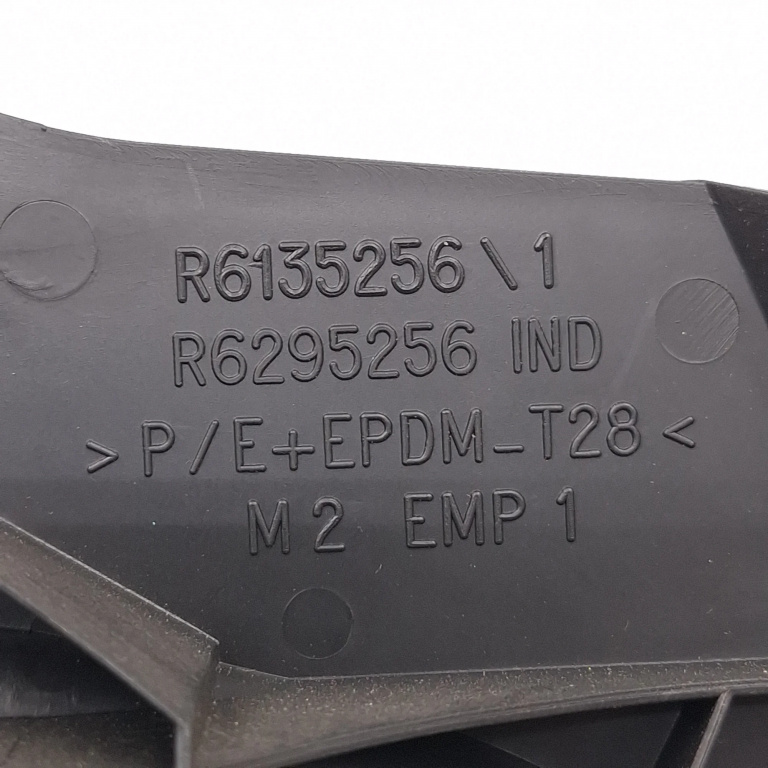 R6135256\1
R6295256 IND
>P/E+EPDM-T28<
M2 EMP1